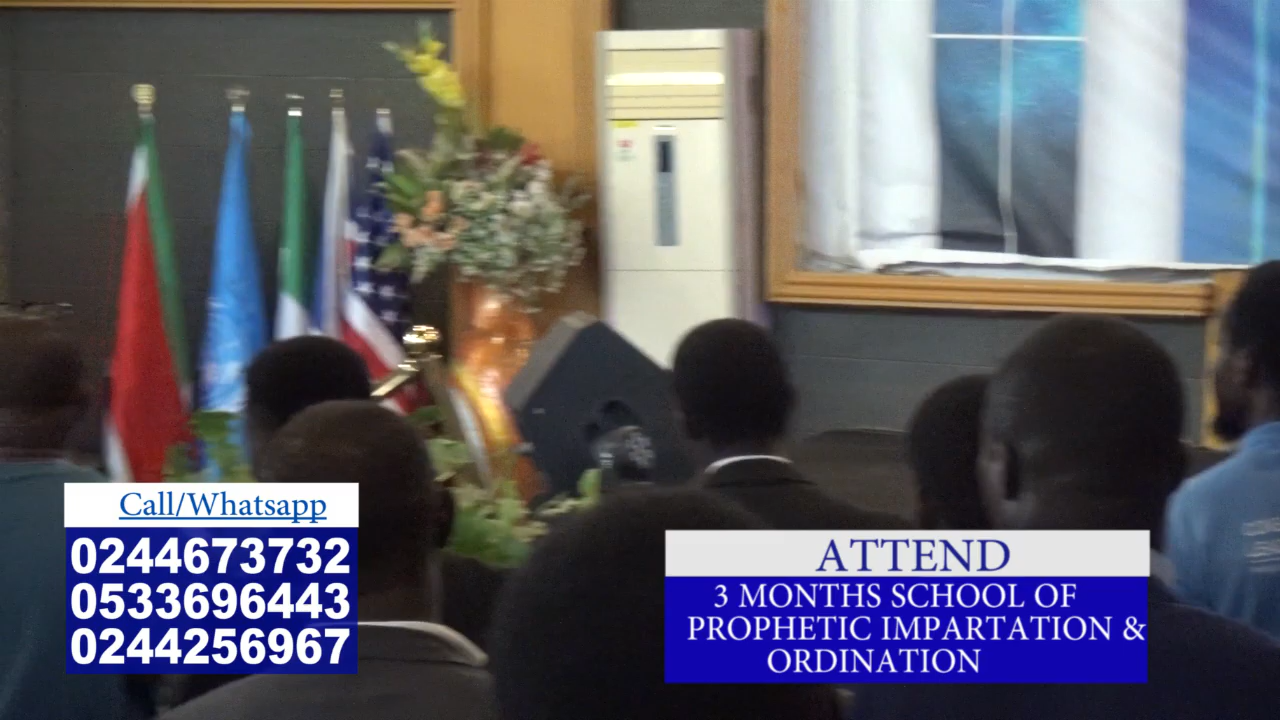 Call/Whatsapp
0244673732
0533696443
0244256967
ATTEND
3 MONTHS SCHOOL OF
PROPHETIC IMPARTATION &
ORDINATION